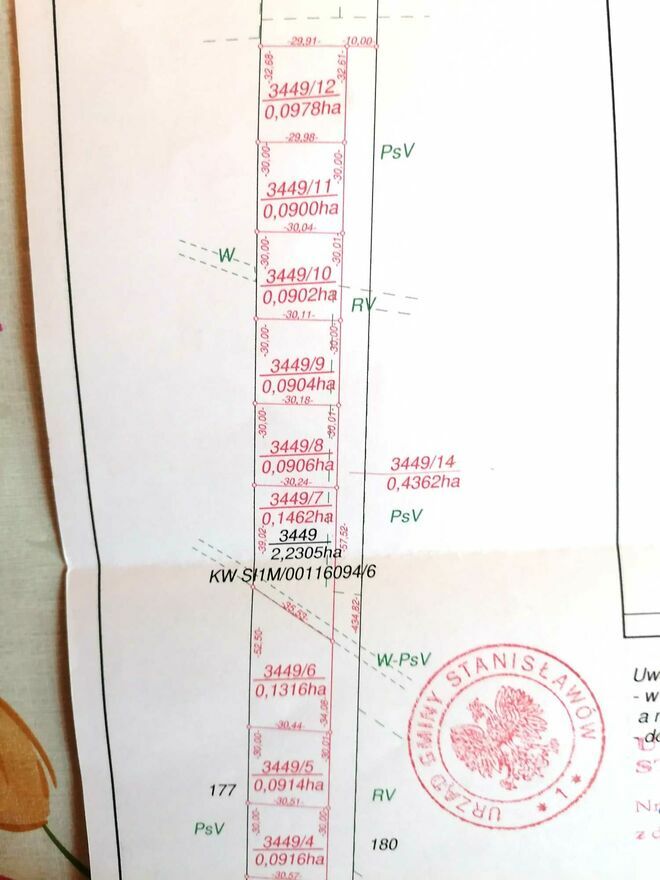 -29,91-
-10,00-
-32,68-
-32,61-
3449/12
0,0978ha
-29,98-
PsV
-30,00-
-30,00-
3449/11
0,0900ha
-30,04-
W
-30,00-
-30,01-
3449/10
0,0902ha
RV
-30,11-
-30,00-
-30,00-
3449/9
0,0904ha
-30,18-
-30,00-
-30,01-
3449/8
0,0906ha
3449/14
0,4362ha
-30,24-
3449/7
0,1462ha
PsV
-39,02-
-57,52-
3449
2,2305ha
KW SI1M/00116094/6
-434,82-
-52,50-
W-PsV
3449/6
0,1316ha
-34,08-
-30,44-
URZĄD GMINY STANISŁAWÓW
* 1 *
Uw
- w
a n
- do
-30,00-
-30,01-
3449/5
0,0914ha
177
-30,51-
RV
PsV
-30,00-
-30,00-
3449/4
0,0916ha
180
-30,57-
Nr
z d